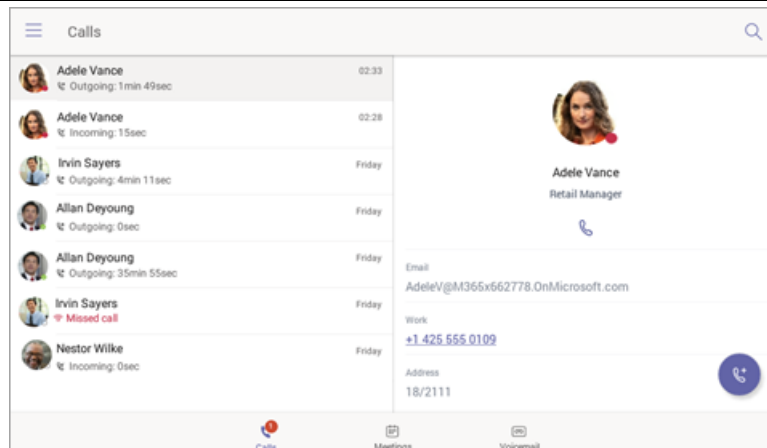 Calls
Adele Vance
02:33
Outgoing: 1min 49sec
Adele Vance
02:28
Incoming: 15sec
Irvin Sayers
Friday
Outgoing: 4min 11sec
Allan Deyoung
Friday
Outgoing: 0sec
Allan Deyoung
Friday
Outgoing: 35min 55sec
Irvin Sayers
Friday
Missed call
Nestor Wilke
Friday
Incoming: 0sec
Adele Vance
Retail Manager
Email
AdeleV@M365x662778.OnMicrosoft.com
Work
+1 425 555 0109
Address
18/2111
1
Calls
Meetings
Voicemail